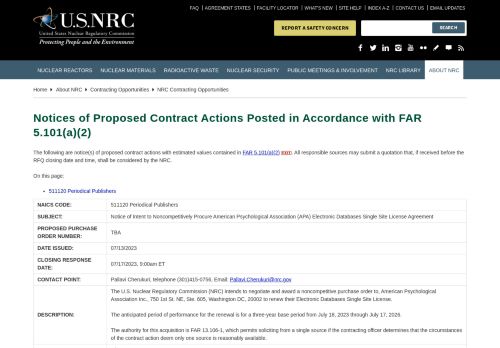 FAQ | AGREEMENT STATES | FACILITY LOCATOR | WHAT'S NEW | SITE HELP | INDEX A-Z | CONTACT US | EMAIL UPDATES
U.S.NRC
United States Nuclear Regulatory Commission
Protecting People and the Environment
REPORT A SAFETY CONCERN
SEARCH
NUCLEAR REACTORS NUCLEAR MATERIALS RADIOACTIVE WASTE NUCLEAR SECURITY PUBLIC MEETINGS & INVOLVEMENT NRC LIBRARY ABOUT NRC
Home About NRC Contracting Opportunities NRC Contracting Opportunities
Notices of Proposed Contract Actions Posted in Accordance with FAR
5.101(a)(2)
The following are notice(s) of proposed contract actions with estimated values contained in FAR 5.101(a)(2) EXIT. All responsible sources may submit a quotation that, if received before the
RFQ closing date and time, shall be considered by the NRC.
On this page:
511120 Periodical Publishers
NAICS CODE: 511120 Periodical Publishers
SUBJECT: Notice of Intent to Noncompetitively Procure American Psychological Association (APA) Electronic Databases Single Site License Agreement
PROPOSED PURCHASE
ORDER NUMBER: TBA
DATE ISSUED: 07/13/2023
CLOSING RESPONSE
DATE: 07/17/2023, 9:00am ET
CONTACT POINT: Pallavi Cherukuri, telephone (301)415-0756, Email: Pallavi.Cherukuri@nrc.gov
DESCRIPTION:
The U.S. Nuclear Regulatory Commission (NRC) Intends to negotiate and award a noncompetitive purchase order to, American Psychological
Association Inc., 750 1st St. NE, Ste. 605, Washington DC, 20002 to renew their Electronic Databases Single Site License.
The anticipated period of performance for the renewal is for a three-year base period from July 18, 2023 through July 17, 2026.
The authority for this acquisition is FAR 13.106-1, which permits soliciting from a single source if the contracting officer determines that the circumstances
of the contract action deem only one source is reasonably available.